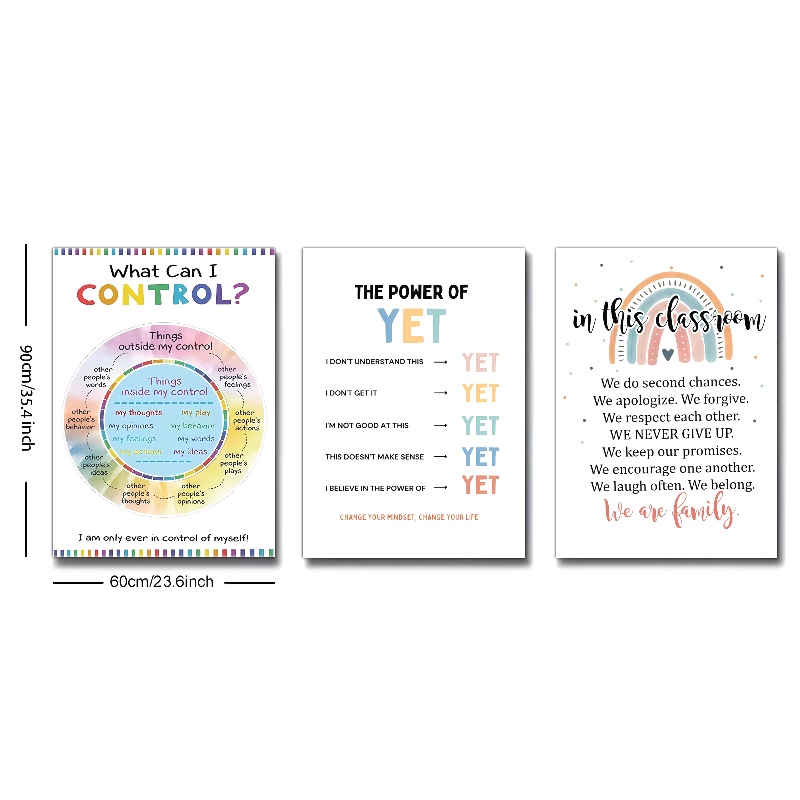 90cm/35.4 inch
What Can I
CONTROL?
Things
outside my control
other
people's
words
other
people's
feelings
Things
inside my control
other
people's
behavior
my thoughts
my play
other
people's
actions
my opinions
my behavior
my feelings
my words
my ideas
other
people's
ideas
other
people's
plays
other
people's
thoughts
other
people's
opinions
I am only ever in control of myself!
60cm/23.6inch
THE POWER OF
YET
I DON'T UNDERSTAND THIS → YET
I DON'T GET IT → YET
I'M NOT GOOD AT THIS → YET
THIS DOESN'T MAKE SENSE → YET
I BELIEVE IN THE POWER OF → YET
CHANGE YOUR MINDSET, CHANGE YOUR LIFE
in this classroom
We do second chances.
We apologize. We forgive.
We respect each other.
WE NEVER GIVE UP.
We keep our promises.
We encourage one another.
We laugh often. We belong.
We are family.